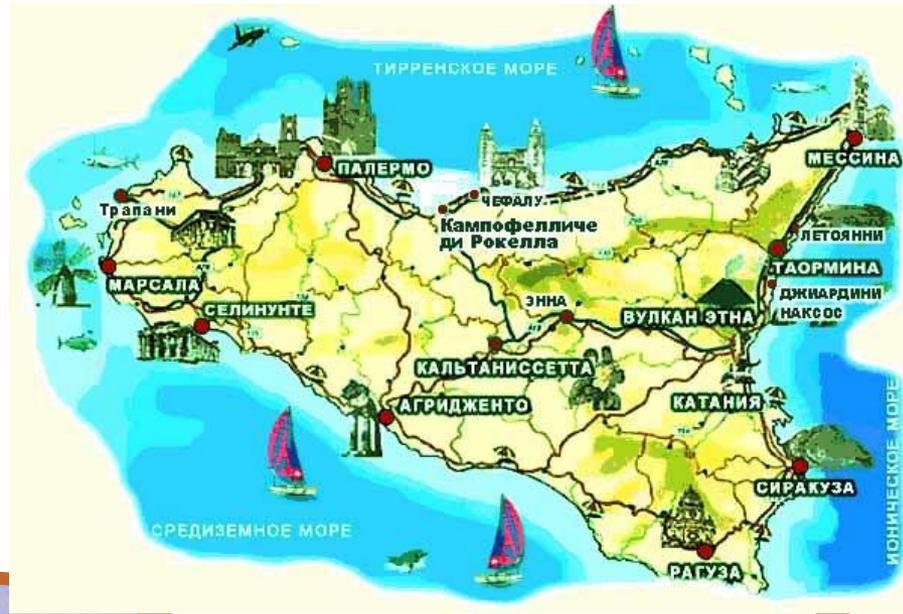 ТИРРЕНСКОЕ МОРЕ
МЕССИНА
ПАЛЕРМО
ЧЕФАЛУ
Трапани
Кампофелличе
ди Рокелла
ЛЕТОЯННИ
ТАОРМИНА
МАРСАЛА
ДЖИАРДИНИ
НАКСОС
ЭННА
СЕЛИНУНТЕ
ВУЛКАН ЭТНА
КАЛЬТАНИССЕТТА
АГРИДЖЕНТО
КАТАНИЯ
СИРАКУЗА
ИОНИЧЕСКОЕ МОРЕ
СРЕДИЗЕМНОЕ МОРЕ
РАГУЗА